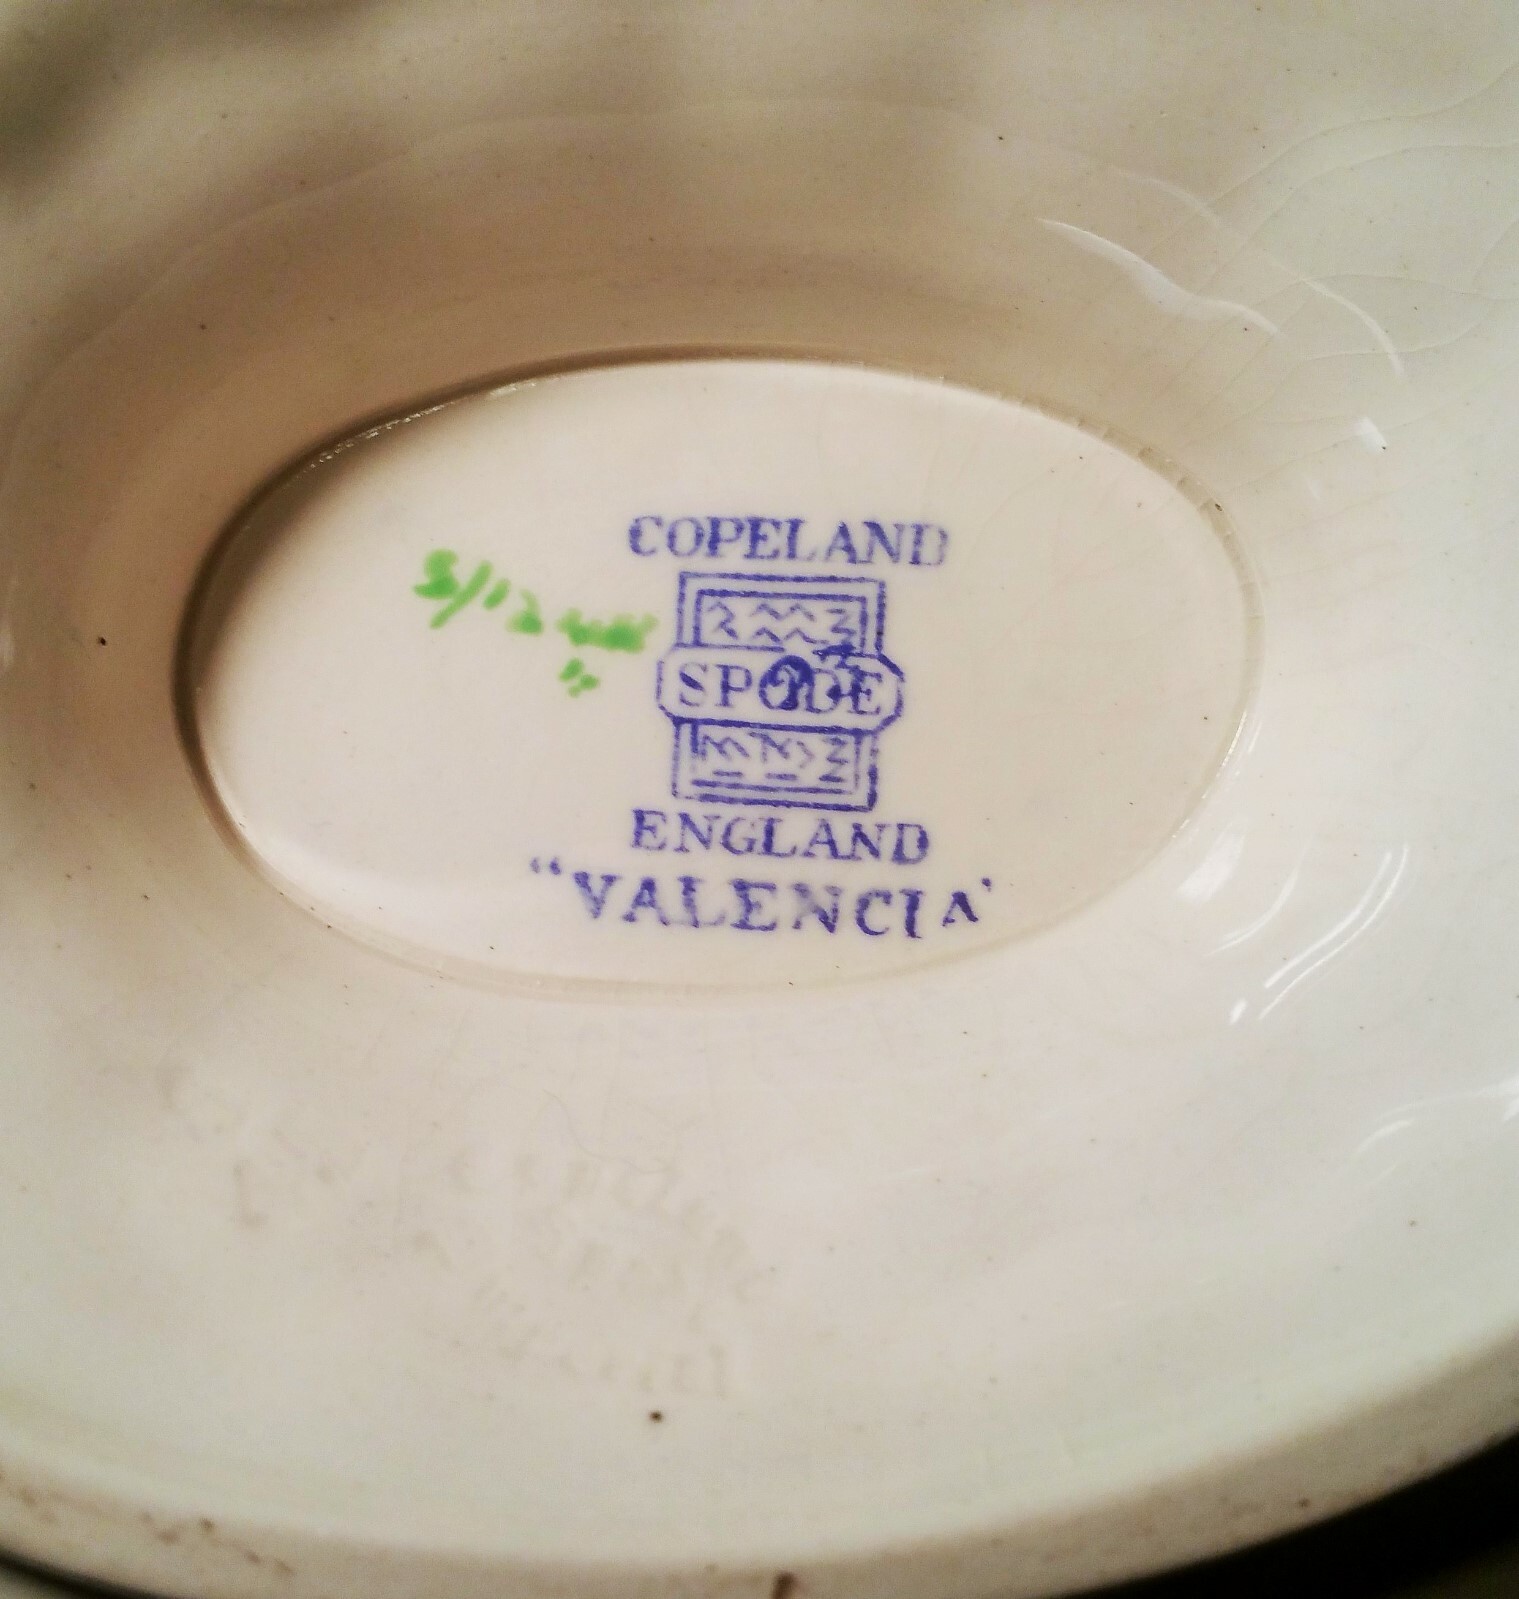 COPELAND
SPODE
ENGLAND
"VALENCIA"